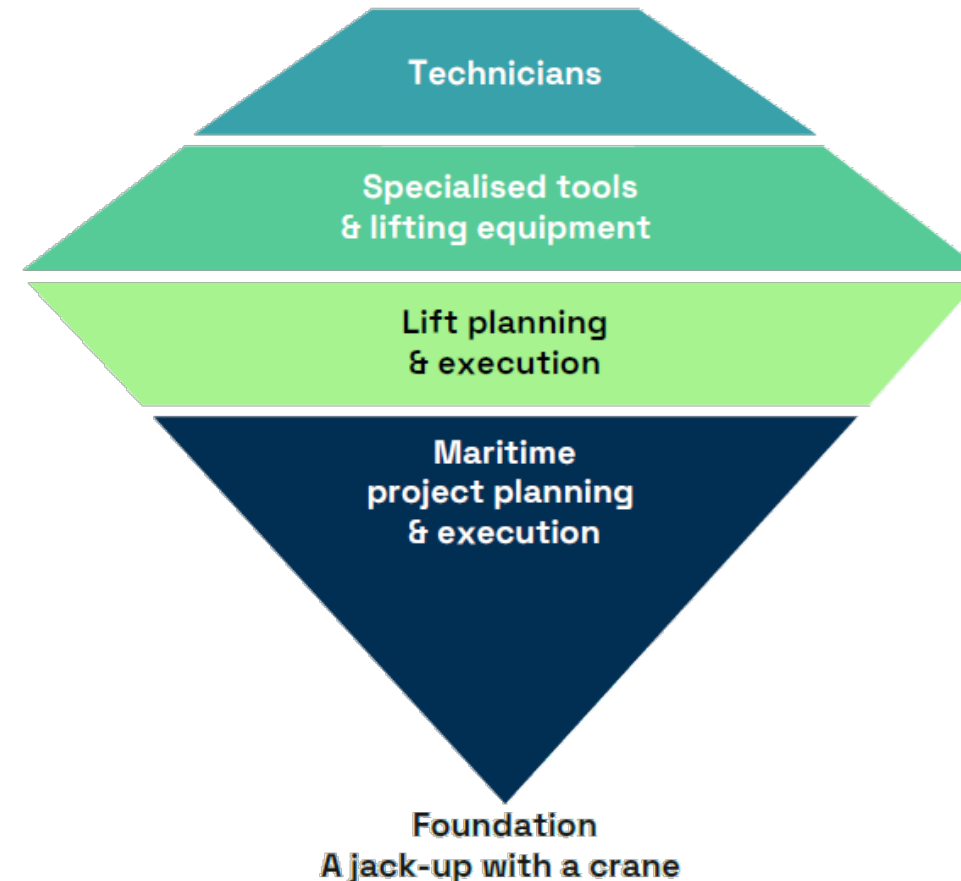 Technicians
Specialised tools
& lifting equipment
Lift planning
& execution
Maritime
project planning
& execution
Foundation
A jack-up with a crane